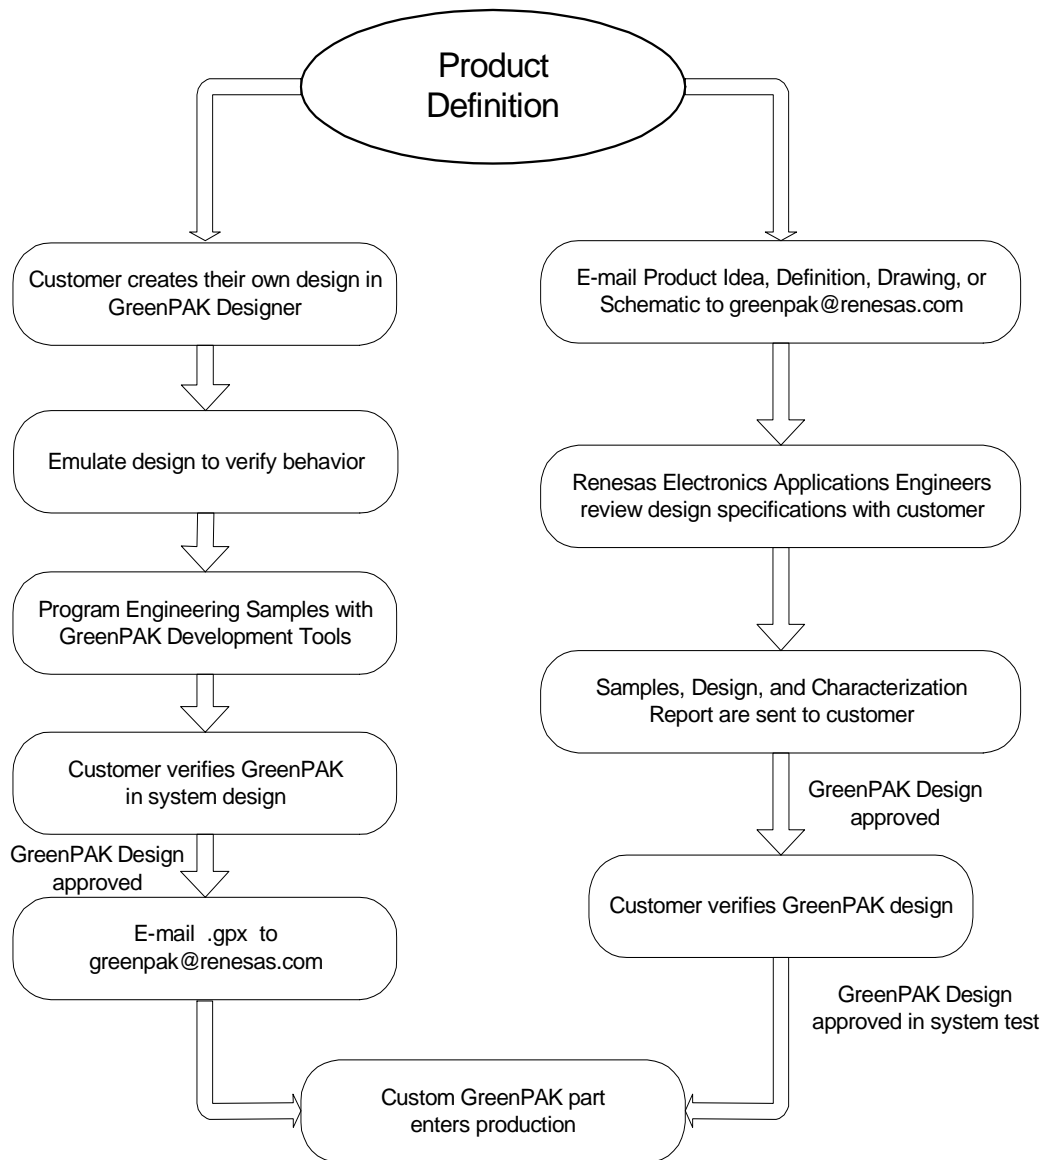 Product
Definition
Customer creates their own design in
GreenPAK Designer
Emulate design to verify behavior
Program Engineering Samples with
GreenPAK Development Tools
Customer verifies GreenPAK
in system design
GreenPAK Design
approved
E-mail .gpx to
greenpak@renesas.com
E-mail Product Idea, Definition, Drawing, or
Schematic to greenpak@renesas.com
Renesas Electronics Applications Engineers
review design specifications with customer
Samples, Design, and Characterization
Report are sent to customer
GreenPAK Design
approved
Customer verifies GreenPAK design
GreenPAK Design
approved in system test
Custom GreenPAK part
enters production